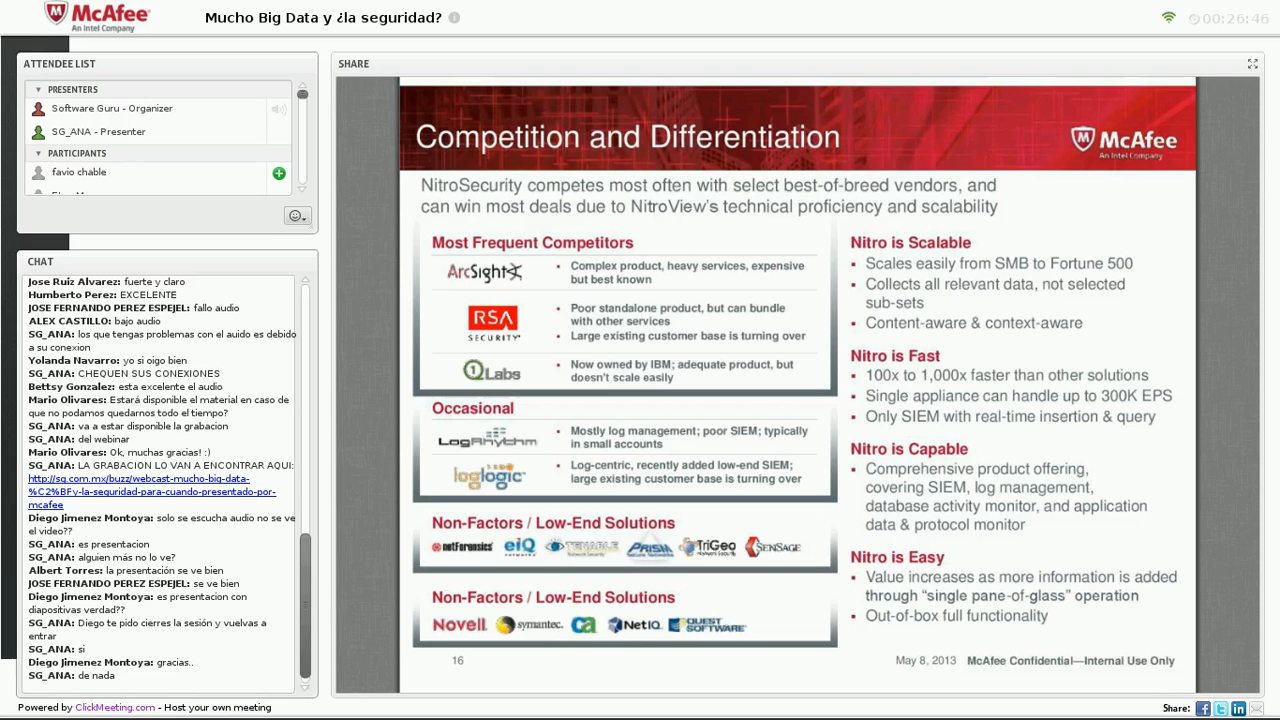 McAfee
An Intel Company
Mucho Big Data y ¿la seguridad?
00:26:46
ATTENDEE LIST
PRESENTERS
Software Guru - Organizer
SG_ANA - Presenter
PARTICIPANTS
favio chable
CHAT
Jose Ruiz Alvarez: fuerte y claro
Humberto Perez: EXCELENTE
JOSE FERNANDO PEREZ ESPEJEL: fallo audio
ALEX CASTILLO: bajo audio
SG_ANA: los que tengas problemas con el auido es debido
a su conexion
Yolanda Navarro: yo si oigo bien
SG_ANA: CHEQUEN SUS CONEXIONES
Bettsy Gonzalez: esta excelente el audio
Mario Olivares: Estará disponible el material en caso de
que no podamos quedarnos todo el tiempo?
SG_ANA: va a estar disponible la grabacion
SG_ANA: del webinar
Mario Olivares: Ok, muchas gracias! :)
SG_ANA: LA GRABACION LO VAN A ENCONTRAR AQUI:
http://sg.com.mx/buzz/webcast-mucho-big-data-
%C2%BFy-la-seguridad-para-cuando-presentado-por-
mcafee
Diego Jimenez Montoya: solo se escucha audio no se ve
el video??
SG_ANA: es presentacion
SG_ANA: alguien más no lo ve?
Albert Torres: la presentación se ve bien
JOSE FERNANDO PEREZ ESPEJEL: se ve bien
Diego Jimenez Montoya: es presentacion con
diapositivas verdad??
SG_ANA: Diego te pido cierres la sesión y vuelvas a
entrar
SG_ANA: si
Diego Jimenez Montoya: gracias..
SG_ANA: de nada
SHARE
Competition and Differentiation
McAfee
An Intel Company
NitroSecurity competes most often with select best-of-breed vendors, and
can win most deals due to NitroView's technical proficiency and scalability
Most Frequent Competitors
ArcSight
Complex product, heavy services, expensive
but best known
RSA
SECURITY
Poor standalone product, but can bundle
with other services
Large existing customer base is turning over
Q1Labs
Now owned by IBM; adequate product, but
doesn't scale easily
Occasional
LogRhythm
Mostly log management; poor SIEM; typically
in small accounts
loglogic
Log-centric, recently added low-end SIEM;
large existing customer base is turning over
Non-Factors / Low-End Solutions
netForensics eiQ TENABLE PRISM TriGeo SENSAGE
Non-Factors / Low-End Solutions
Novell symantec. ca NetIQ QUEST SOFTWARE
Nitro is Scalable
Scales easily from SMB to Fortune 500
Collects all relevant data, not selected
sub-sets
Content-aware & context-aware
Nitro is Fast
100x to 1,000x faster than other solutions
Single appliance can handle up to 300K EPS
Only SIEM with real-time insertion & query
Nitro is Capable
Comprehensive product offering,
covering SIEM, log management,
database activity monitor, and application
data & protocol monitor
Nitro is Easy
Value increases as more information is added
through “single pane-of-glass” operation
Out-of-box full functionality
16
May 8, 2013 McAfee Confidential—Internal Use Only
Powered by ClickMeeting.com - Host your own meeting
Share: